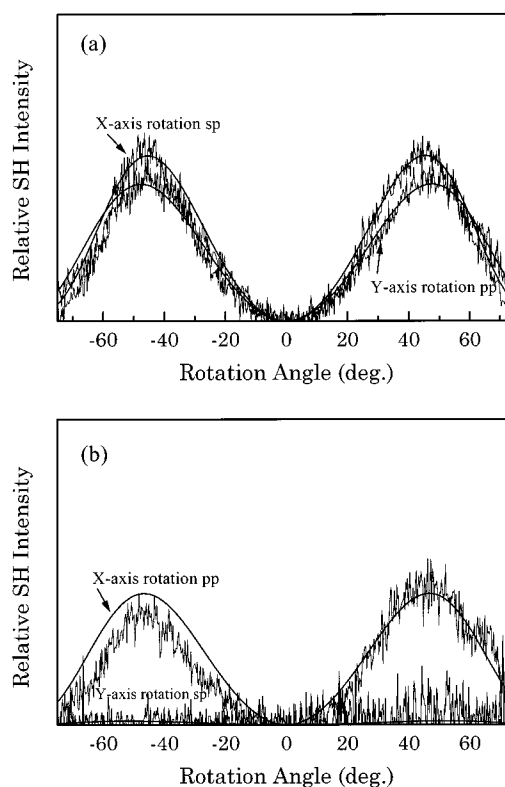 (a)
X-axis rotation sp
Y-axis rotation pp
Relative SH Intensity
-60 -40 -20 0 20 40 60
Rotation Angle (deg.)
(b)
X-axis rotation pp
Y-axis rotation sp
Relative SH Intensity
-60 -40 -20 0 20 40 60
Rotation Angle (deg.)